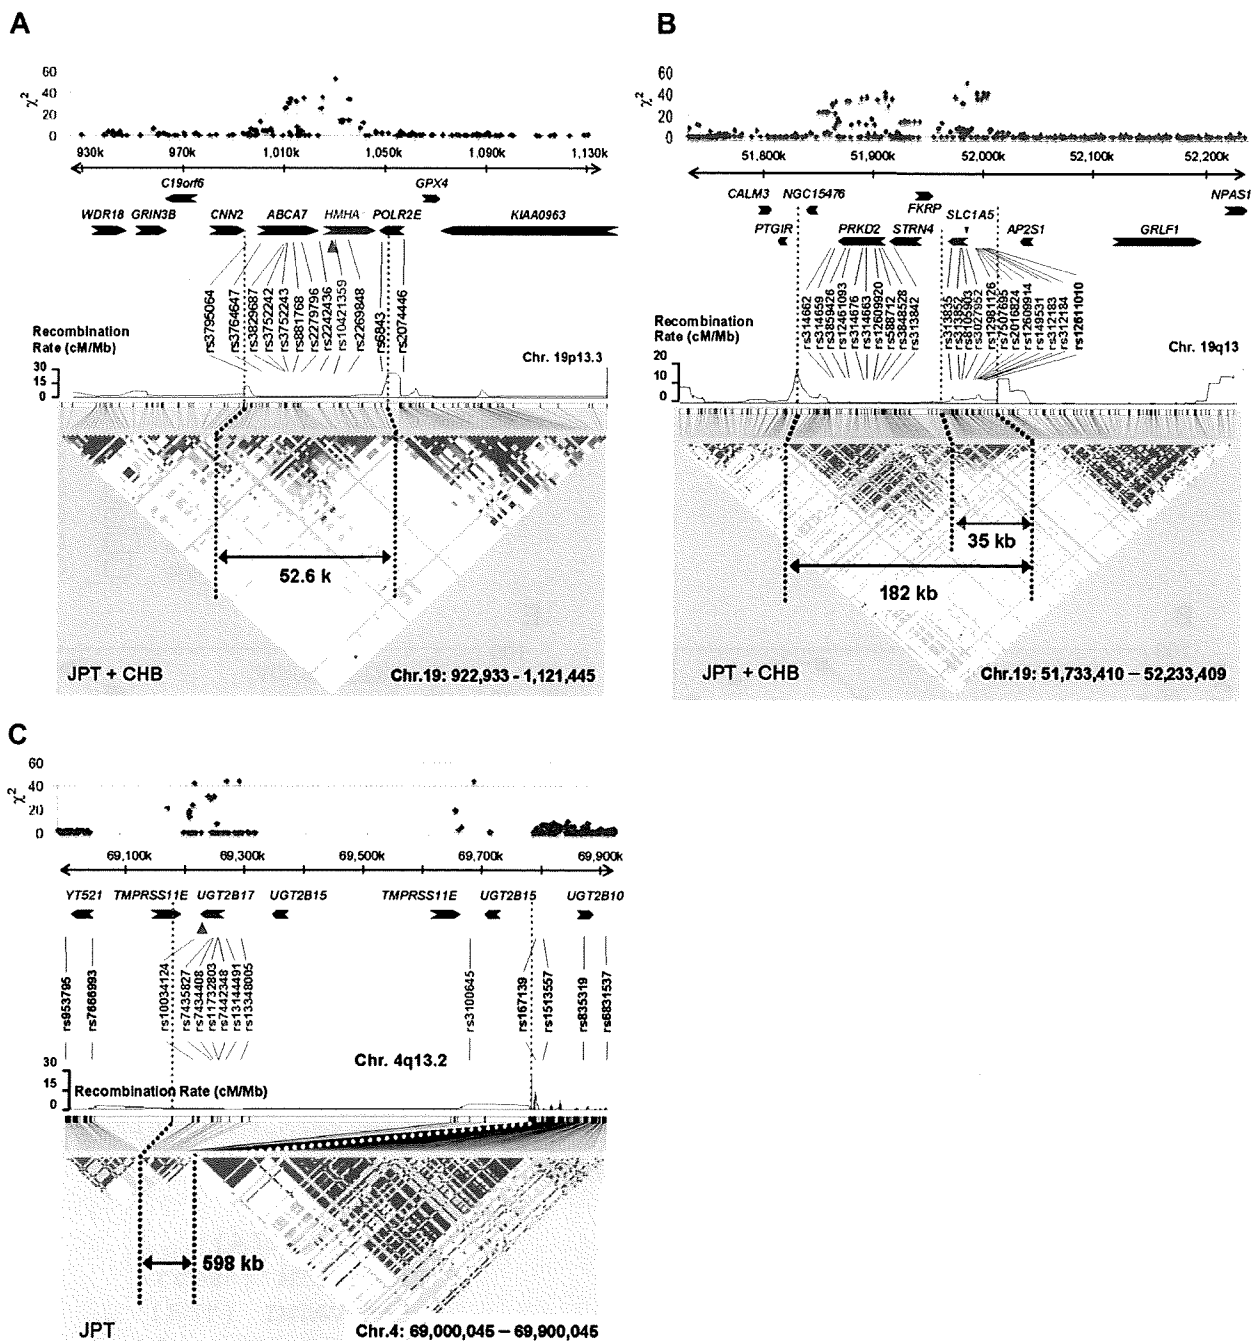 A
60
40
20
0
χ2
930k 970k 1,010k 1,050k 1,090k 1,130k
C19orf6 GPX4
WDR18 GRIN3B CNN2 ABCA7 HMHA POLR2E KIAA0963
rs3795064
rs3764647
rs3829687
rs3752242
rs3752243
rs881768
rs2279796
rs2242436
rs10421359
rs2269848
rs6843
rs2074446
Recombination
Rate (cM/Mb)
Chr. 19p13.3
30
15
0
52.6 k
JPT + CHB
Chr.19: 922,933 - 1,121,445
B
60
40
20
0
χ2
51,800k 51,900k 52,000k 52,100k 52,200k
CALM3 NGC15476 FKRP SLC1A5 NPAS1
PTGIR PRKD2 STRN4 AP2S1 GRLF1
rs314662
rs314659
rs3859426
rs12461093
rs314676
rs314663
rs12609920
rs588712
rs3848528
rs313842
rs313835
rs313852
rs8105903
rs3027952
rs12981126
rs7507695
rs2016824
rs12609914
rs149531
rs312183
rs312184
rs12611010
Recombination
Rate (cM/Mb)
Chr. 19q13
20
10
0
35 kb
182 kb
JPT + CHB
Chr.19: 51,733,410 – 52,233,409
C
60
40
20
0
χ2
69,100k 69,300k 69,500k 69,700k 69,900k
YT521 TMPRSS11E UGT2B17 UGT2B15 TMPRSS11E UGT2B15 UGT2B10
rs953795
rs7666993
rs10034124
rs7435827
rs7434408
rs11732803
rs7442348
rs13144491
rs13348005
rs3100645
rs167139
rs1513557
rs835319
rs6831537
Chr. 4q13.2
30
15
0
Recombination Rate (cM/Mb)
598 kb
JPT
Chr.4: 69,000,045 – 69,900,045